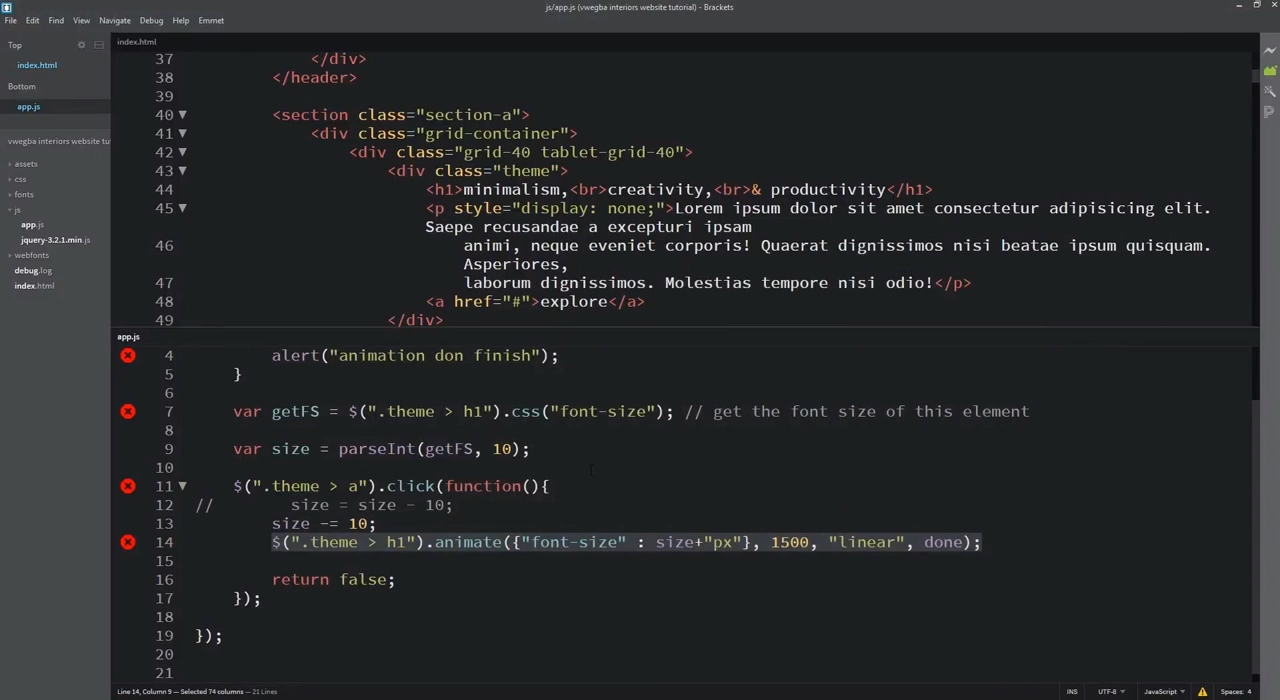 js/app.js (vwegba interiors website tutorial) - Brackets
File Edit Find View Navigate Debug Help Emmet
Top
index.html
Bottom
app.js
vwegba interiors website tut
assets
css
fonts
js
app.js
jquery-3.2.1.min.js
webfonts
debug.log
index.html
index.html
37 </div>
38 </header>
39
40 <section class="section-a">
41 <div class="grid-container">
42 <div class="grid-40 tablet-grid-40">
43 <div class="theme">
44 <h1>minimalism,<br>creativity,<br>& productivity</h1>
45 <p style="display: none;">Lorem ipsum dolor sit amet consectetur adipisicing elit.
Saepe recusandae a excepturi ipsam
46 animi, neque eveniet corporis! Quaerat dignissimos nisi beatae ipsum quisquam.
Asperiores,
47 laborum dignissimos. Molestias tempore nisi odio!</p>
48 <a href="#">explore</a>
49 </div>
app.js
4 alert("animation don finish");
5 }
6
7 var getFS = $(".theme > h1").css("font-size"); // get the font size of this element
8
9 var size = parseInt(getFS, 10);
10
11 $(".theme > a").click(function(){
12 // size = size - 10;
13 size -= 10;
14 $(".theme > h1").animate({"font-size" : size+"px"}, 1500, "linear", done);
15
16 return false;
17 });
18
19 });
20
21
Line 14, Column 9 — Selected 74 columns — 21 Lines
INS UTF-8 JavaScript Spaces: 4